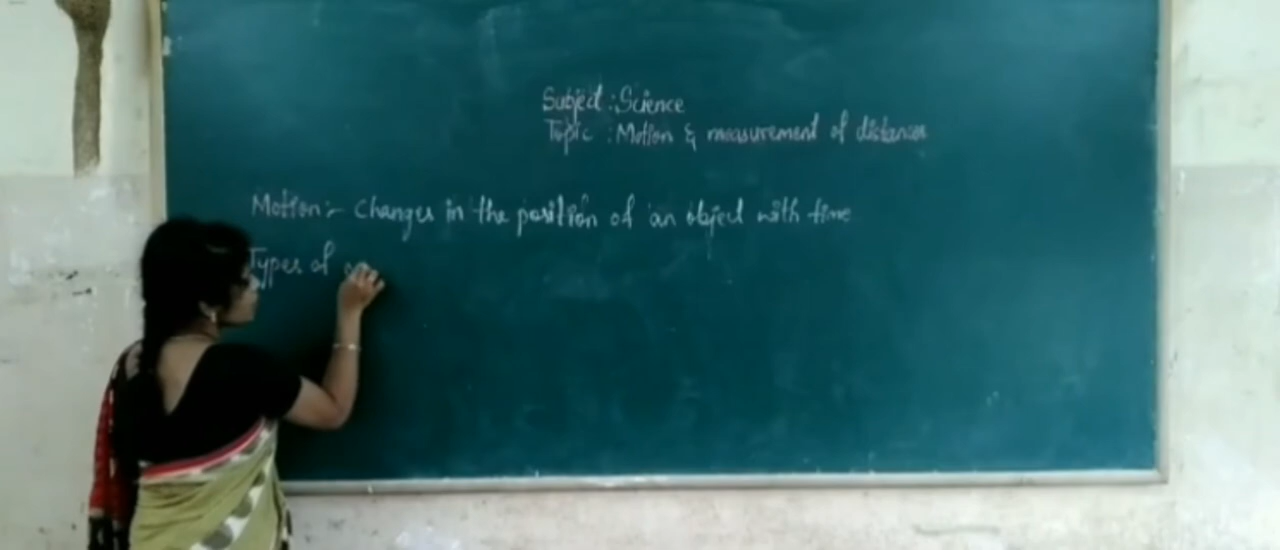 Subject : Science
Topic : Motion & measurement of distances
Motion :- Changes in the position of an object with time
Types of